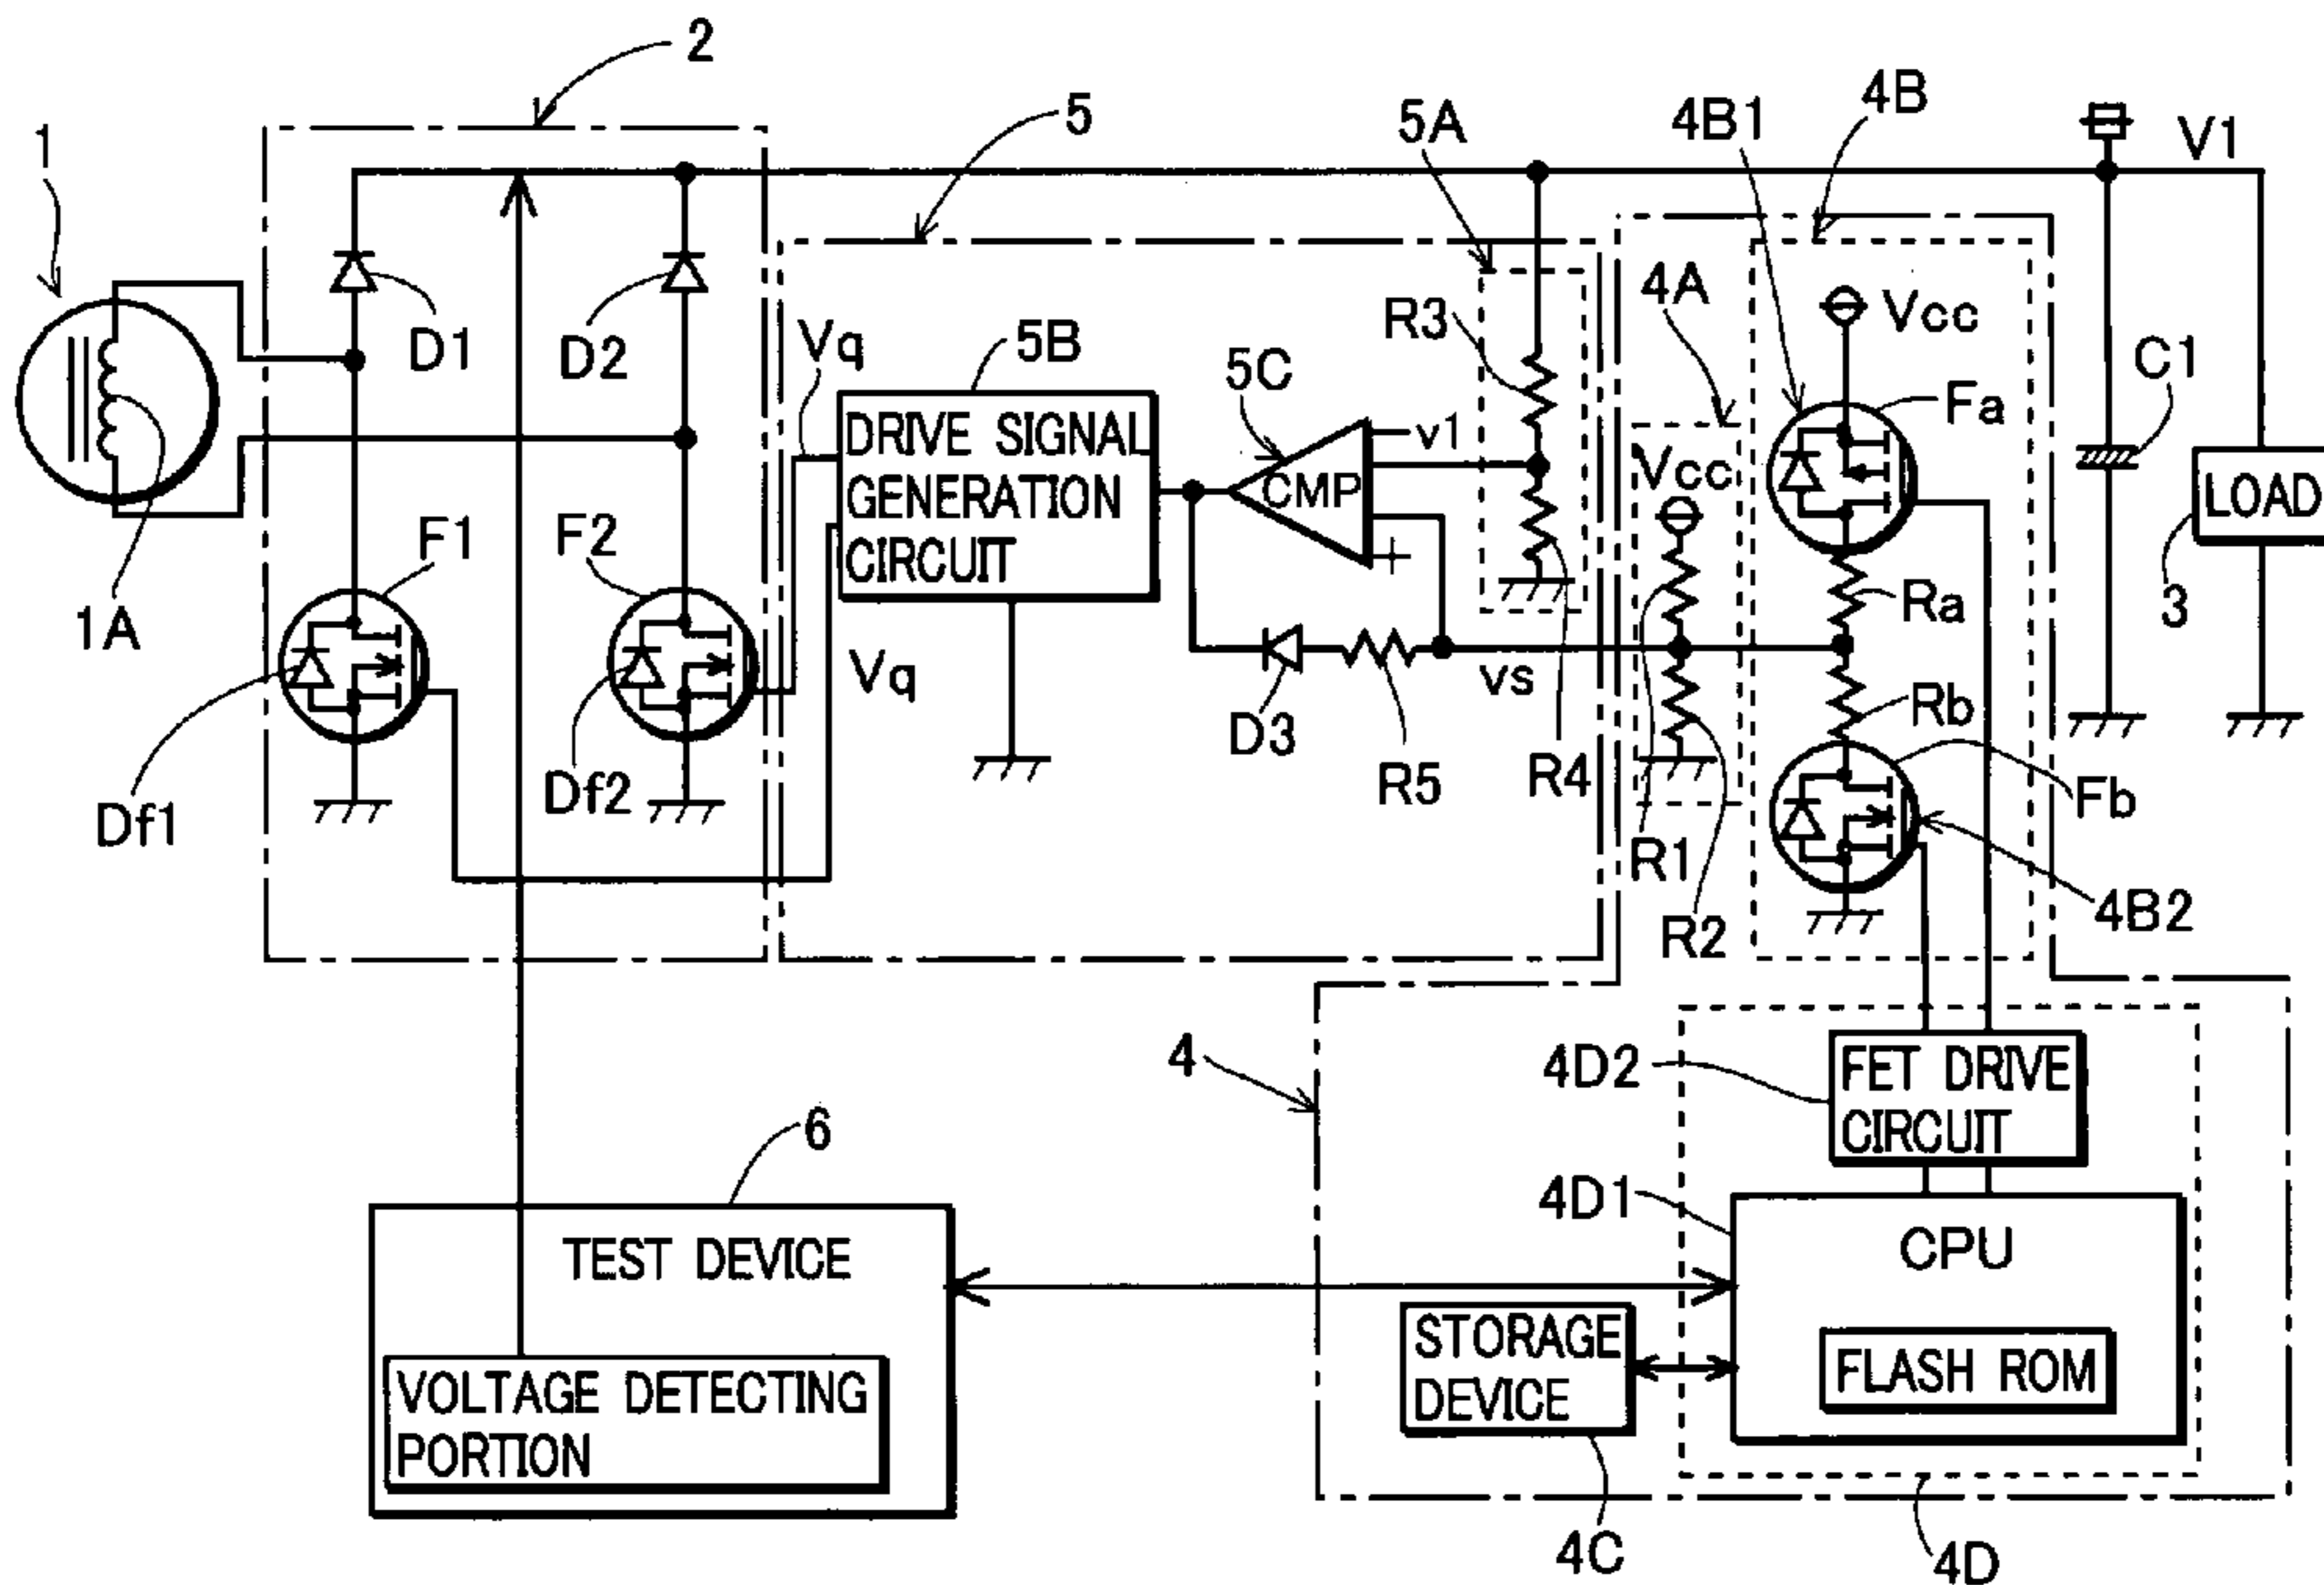 2
1
5
5A
4B1
4B
V1
4A
R3
Vcc
D1
D2
Vq
5B
5C
v1
C1
Fa
DRIVE SIGNAL
GENERATION
CIRCUIT
CMP
+
Vcc
LOAD
F1
F2
1A
Ra
3
Vq
vs
Rb
D3
R5
R4
Df1
Df2
Fb
R1
R2
4B2
4
4D2
FET DRIVE
CIRCUIT
6
4D1
TEST DEVICE
CPU
STORAGE
DEVICE
FLASH ROM
VOLTAGE DETECTING
PORTION
4C
4D